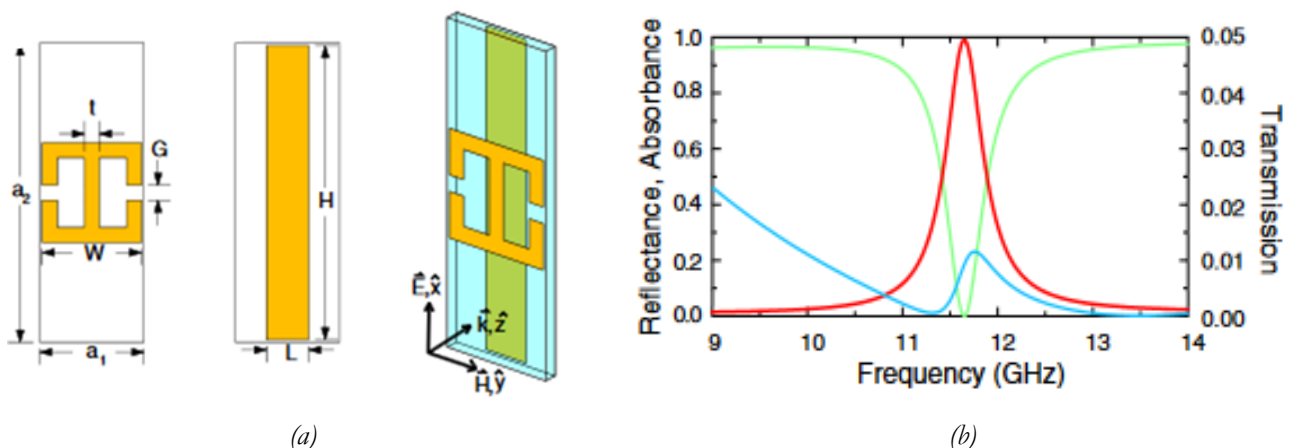 t
G
a2
W
a1
H
L
E,x̂
k,ẑ
H,ŷ
(a)
Reflectance, Absorbance
1.0
0.8
0.6
0.4
0.2
0.0
9 10 11 12 13 14
Frequency (GHz)
0.05
0.04
0.03
0.02
0.01
0.00
Transmission
(b)